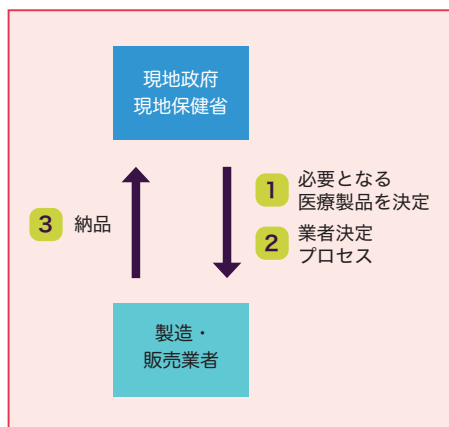 現地政府
現地保健省
1 必要となる
医療製品を決定
2 業者決定
プロセス
3 納品
製造・
販売業者